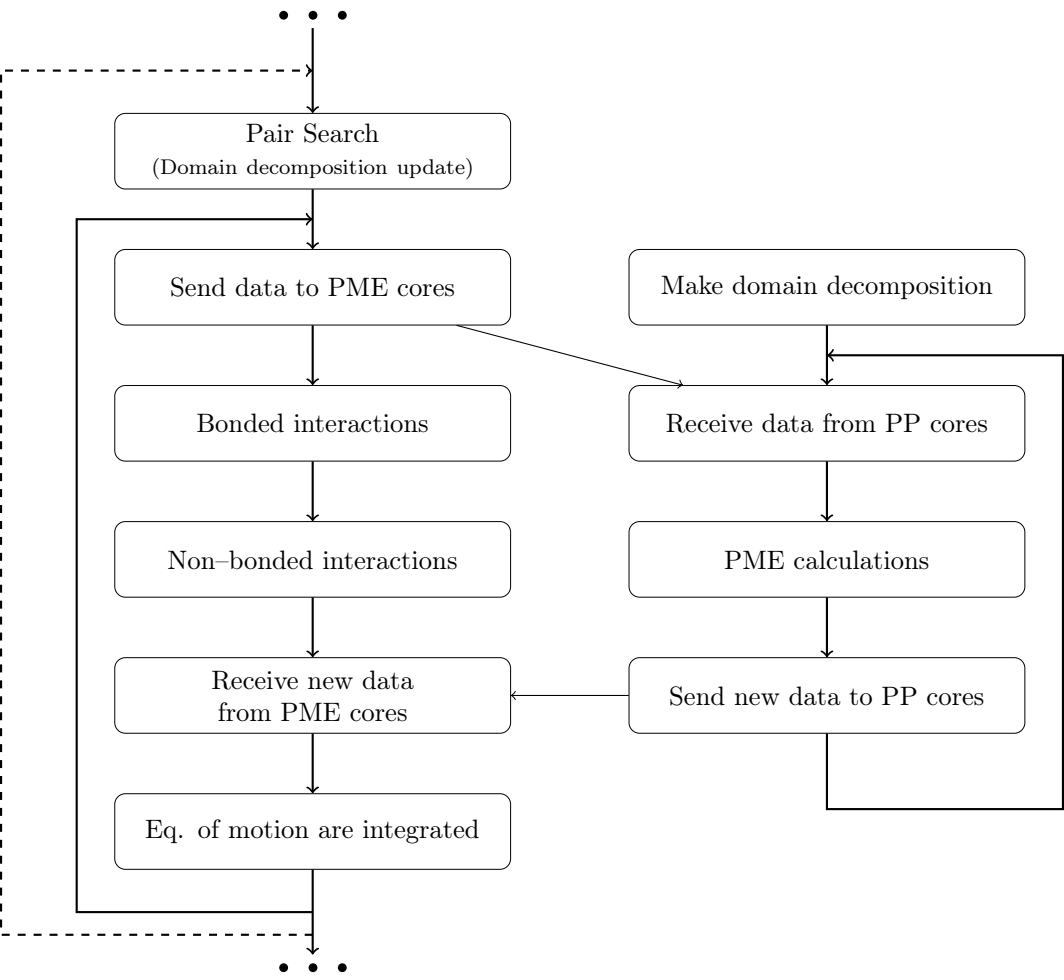 Pair Search
(Domain decomposition update)
Send data to PME cores
Make domain decomposition
Bonded interactions
Receive data from PP cores
Non–bonded interactions
PME calculations
Receive new data
from PME cores
Send new data to PP cores
Eq. of motion are integrated